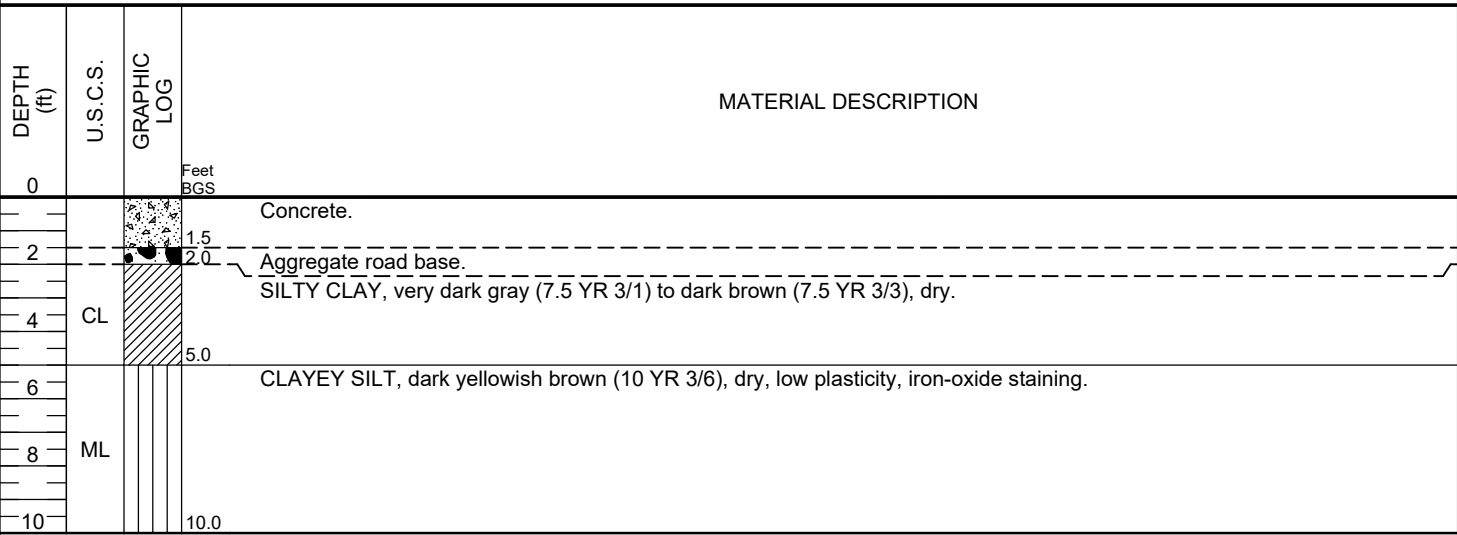 DEPTH
(ft)
U.S.C.S.
GRAPHIC
LOG
MATERIAL DESCRIPTION
Feet
BGS
0
Concrete.
1.5
2
2.0
Aggregate road base.
SILTY CLAY, very dark gray (7.5 YR 3/1) to dark brown (7.5 YR 3/3), dry.
4
CL
5.0
CLAYEY SILT, dark yellowish brown (10 YR 3/6), dry, low plasticity, iron-oxide staining.
6
8
ML
10
10.0